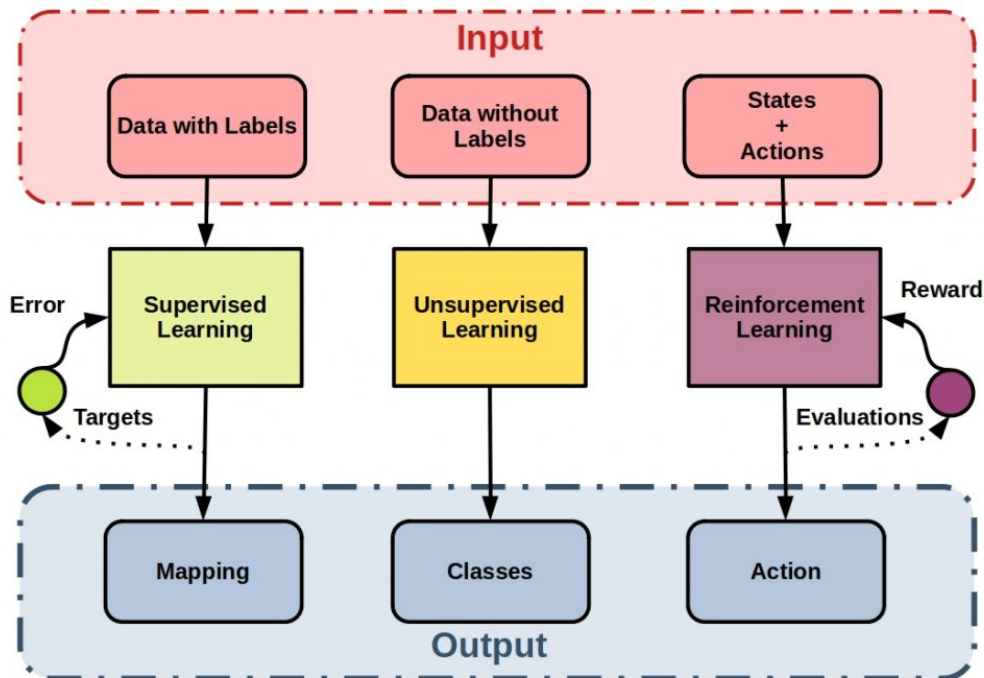 Input
Data with Labels
Data without
Labels
States
+
Actions
Error
Supervised
Learning
Unsupervised
Learning
Reinforcement
Learning
Reward
Targets
Evaluations
Mapping
Classes
Action
Output